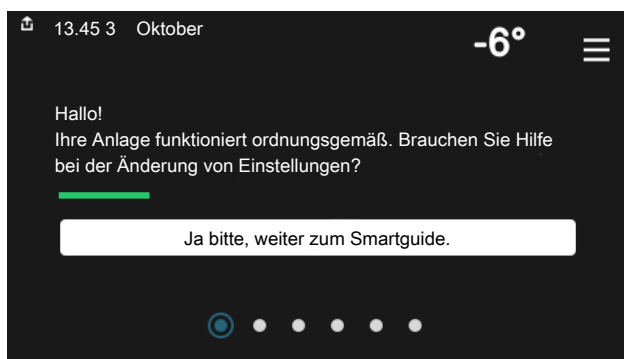 13.45 3 Oktober
-6°
Hallo!
Ihre Anlage funktioniert ordnungsgemäß. Brauchen Sie Hilfe
bei der Änderung von Einstellungen?
Ja bitte, weiter zum Smartguide.